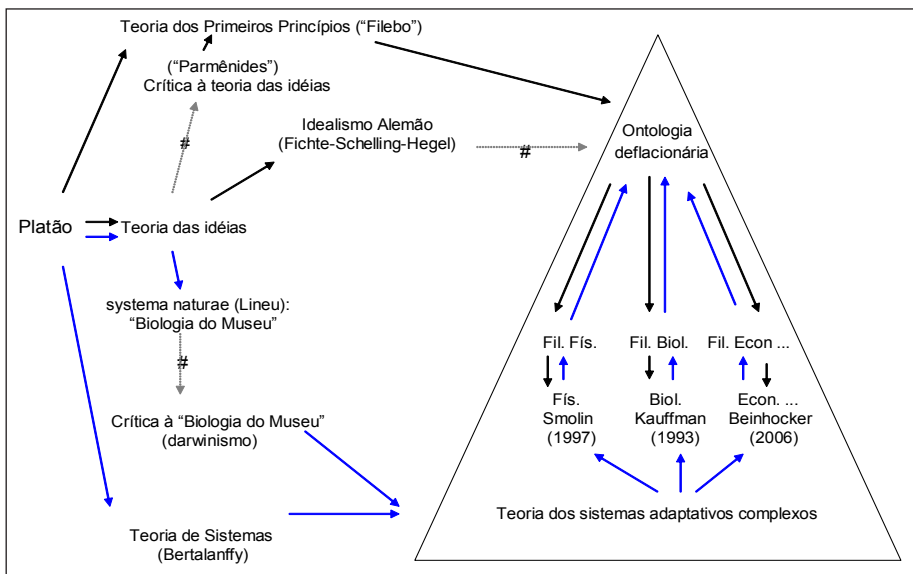 Teoria dos Primeiros Princípios (“Filebo”)
(“Parmênides”)
Crítica à teoria das idéias
#
Idealismo Alemão
(Fichte-Schelling-Hegel)
#
Ontologia
deflacionária
Platão
Teoria das idéias
systema naturae (Lineu):
“Biologia do Museu”
#
Crítica à “Biologia do Museu”
(darwinismo)
Teoria de Sistemas
(Bertalanffy)
Fil. Fís.
Fil. Biol.
Fil. Econ ...
Fís.
Smolin
(1997)
Biol.
Kauffman
(1993)
Econ. ...
Beinhocker
(2006)
Teoria dos sistemas adaptativos complexos